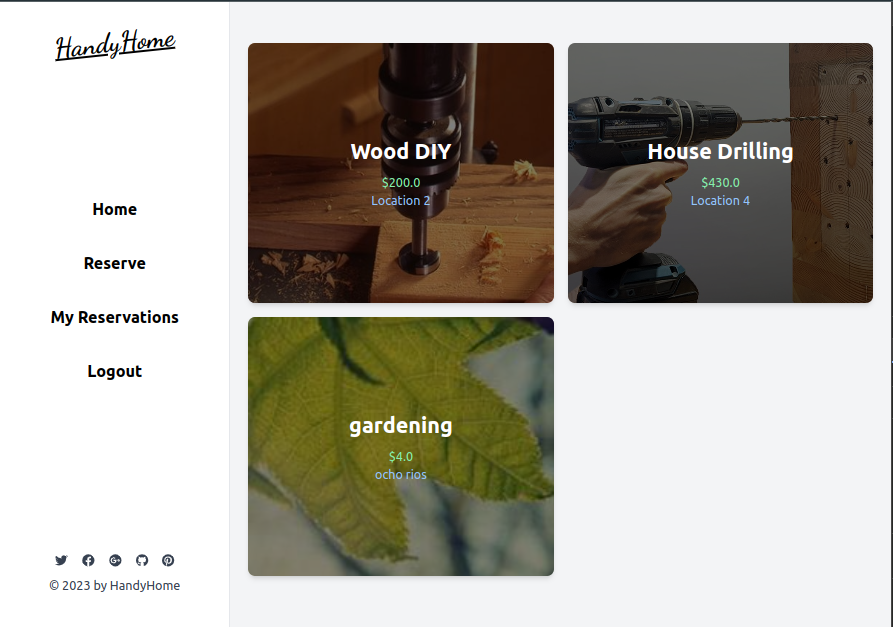 HandyHome
Home
Reserve
My Reservations
Logout
© 2023 by HandyHome
Wood DIY
$200.0
Location 2
House Drilling
$430.0
Location 4
gardening
$4.0
ocho rios